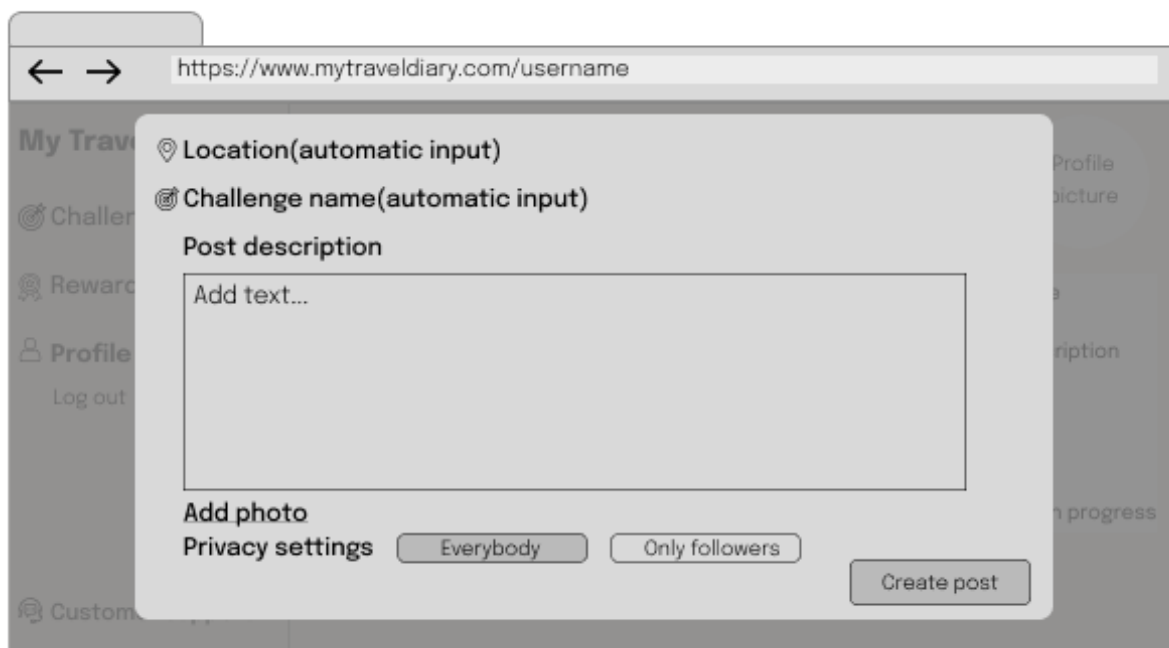 https://www.mytraveldiary.com/username
My Trav
Location(automatic input)
Challenge name(automatic input)
Post description
Add text...
Add photo
Privacy settings Everybody Only followers
Create post
Challen
Reward
Profile
Log out
Custom
Profile
picture
e
ription
n progress